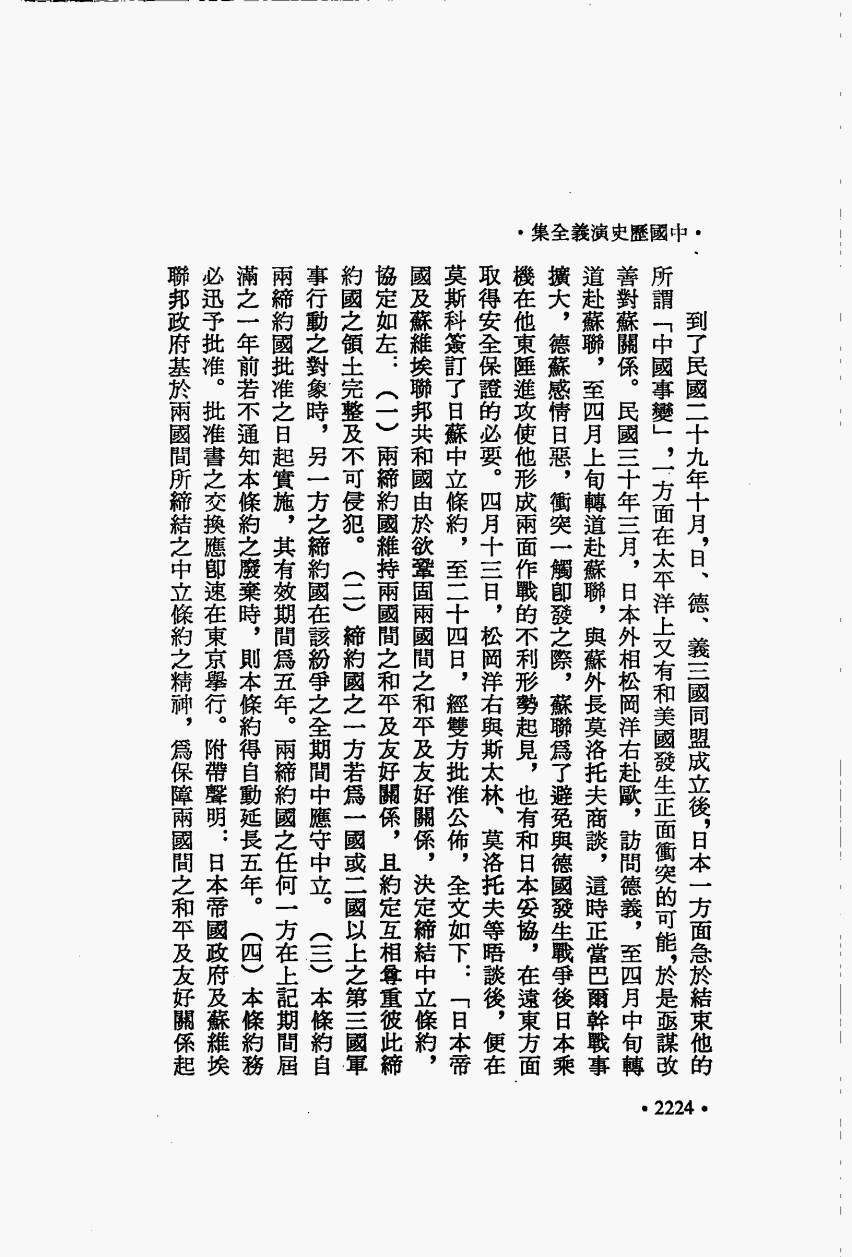 •中國歷史演義全集•
到了民國二十九年十月，日、德、義三國同盟成立後，日本一方面急於結束他的
所謂「中國事變」，一方面在太平洋上又有和美國發生正面衝突的可能，於是亟謀改
善對蘇關係。民國三十年三月，日本外相松岡洋右赴歐，訪問德義，至四月中旬轉
道赴蘇聯，至四月上旬轉道赴蘇聯，與蘇外長莫洛托夫商談，這時正當巴爾幹戰事
擴大，德蘇感情日惡，衝突一觸卽發之際，蘇聯爲了避免與德國發生戰爭後日本乘
機在他東陲進攻使他形成兩面作戰的不利形勢起見，也有和日本妥協，在遠東方面
取得安全保證的必要。四月十三日，松岡洋右與斯太林、莫洛托夫等晤談後，便在
莫斯科簽訂了日蘇中立條約，至二十四日，經雙方批准公佈，全文如下：「日本帝
國及蘇維埃聯邦共和國由於欲鞏固兩國間之和平及友好關係，決定締結中立條約，
協定如左：（一）兩締約國維持兩國間之和平及友好關係，且約定互相尊重彼此締
約國之領土完整及不可侵犯。（二）締約國之一方若爲一國或二國以上之第三國軍
事行動之對象時，另一方之締約國在該紛爭之全期間中應守中立。（三）本條約自
兩締約國批准之日起實施，其有效期間爲五年。兩締約國之任何一方在上記期間屆
滿之一年前若不通知本條約之廢棄時，則本條約得自動延長五年。（四）本條約務
必迅予批准。批准書之交換應卽速在東京舉行。附帶聲明：日本帝國政府及蘇維埃
聯邦政府基於兩國間所締結之中立條約之精神，爲保障兩國間之和平及友好關係起
•2224•